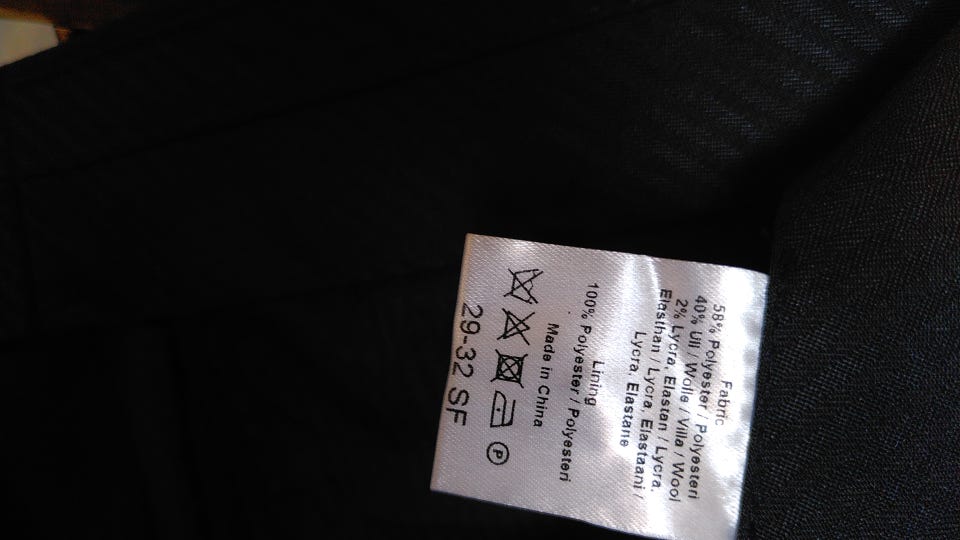 Fabric
58% Polyester / Polyesteri
40% Ull / Wolle / Villa / Wool
2% Lycra, Elastan / Lycra,
Elasthan / Lycra, Elastaani /
Lycra, Elastane
Lining
100% Polyester / Polyesteri
Made in China
P
29-32 SF